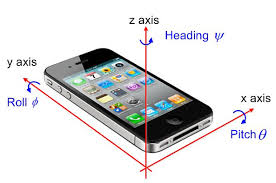 z axis
Heading ψ
y axis
Roll ϕ
x axis
Pitch θ